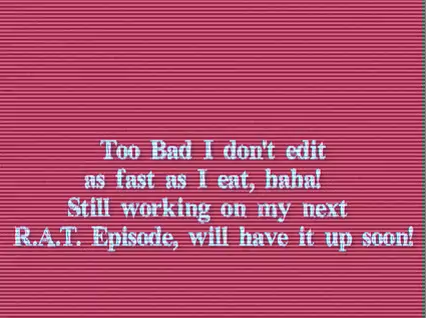 Too Bad I don't edit
as fast as I eat, haha!
Still working on my next
R.A.T. Episode, will have it up soon!